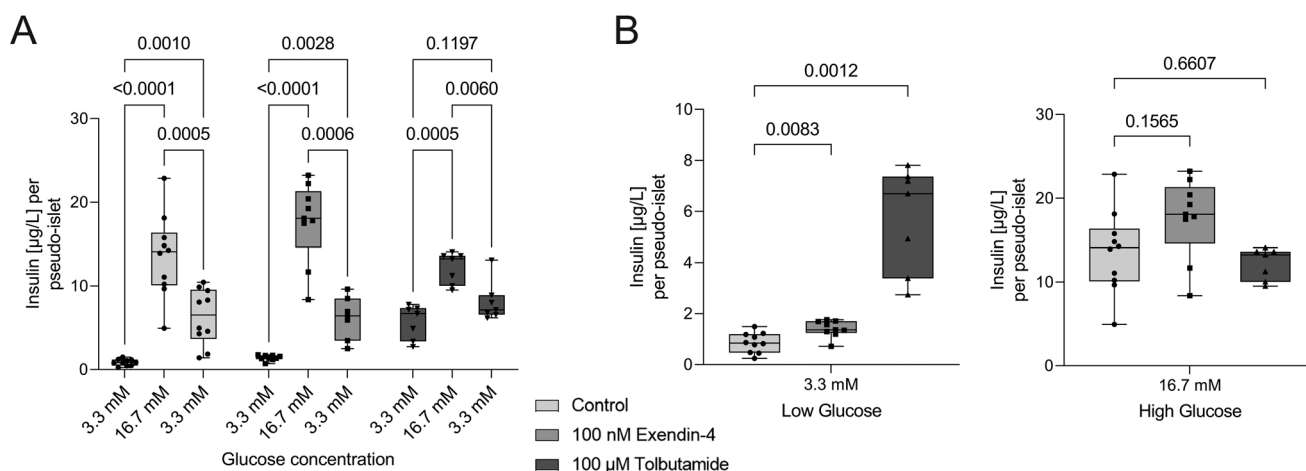 A
0.0010
0.0028
0.1197
<0.0001
<0.0001
0.0060
0.0005
0.0006
0.0005
30
20
10
0
Insulin [µg/L] per
pseudo-islet
3.3 mM
16.7 mM
3.3 mM
3.3 mM
16.7 mM
3.3 mM
3.3 mM
16.7 mM
3.3 mM
Glucose concentration
Control
100 nM Exendin-4
100 µM Tolbutamide
B
0.0012
0.0083
10
8
6
4
2
0
Insulin [µg/L]
per pseudo-islet
3.3 mM
Low Glucose
0.6607
0.1565
30
20
10
0
Insulin [µg/L]
per pseudo-islet
16.7 mM
High Glucose